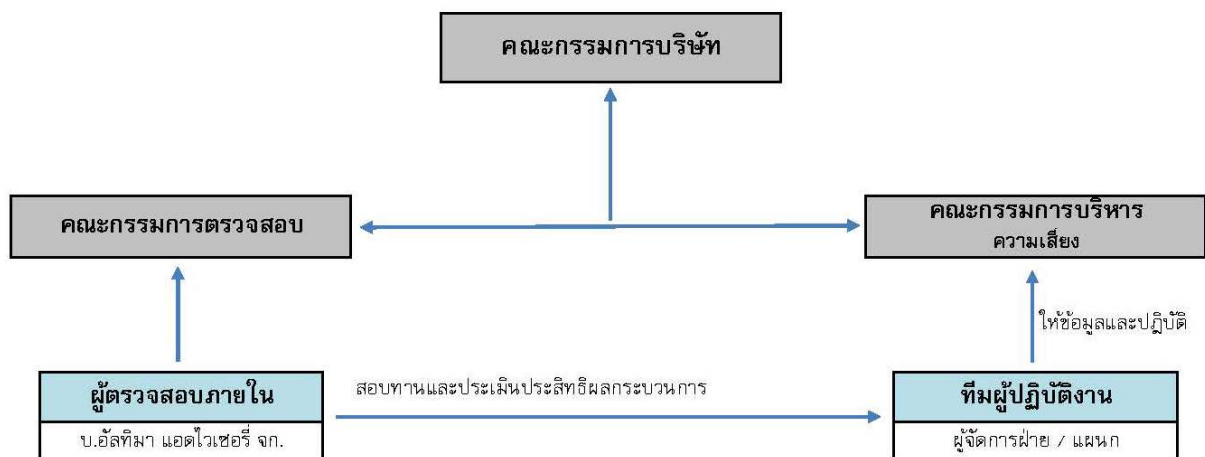 คณะกรรมการบริษัท
คณะกรรมการตรวจสอบ
คณะกรรมการบริหาร
ความเสี่ยง
ให้ข้อมูลและปฏิบัติ
ผู้ตรวจสอบภายใน
บ.อัลทิมา แอดไวเซอรี่ จก.
สอบทานและประเมินประสิทธิผลกระบวนการ
ทีมผู้ปฏิบัติงาน
ผู้จัดการฝ่าย / แผนก